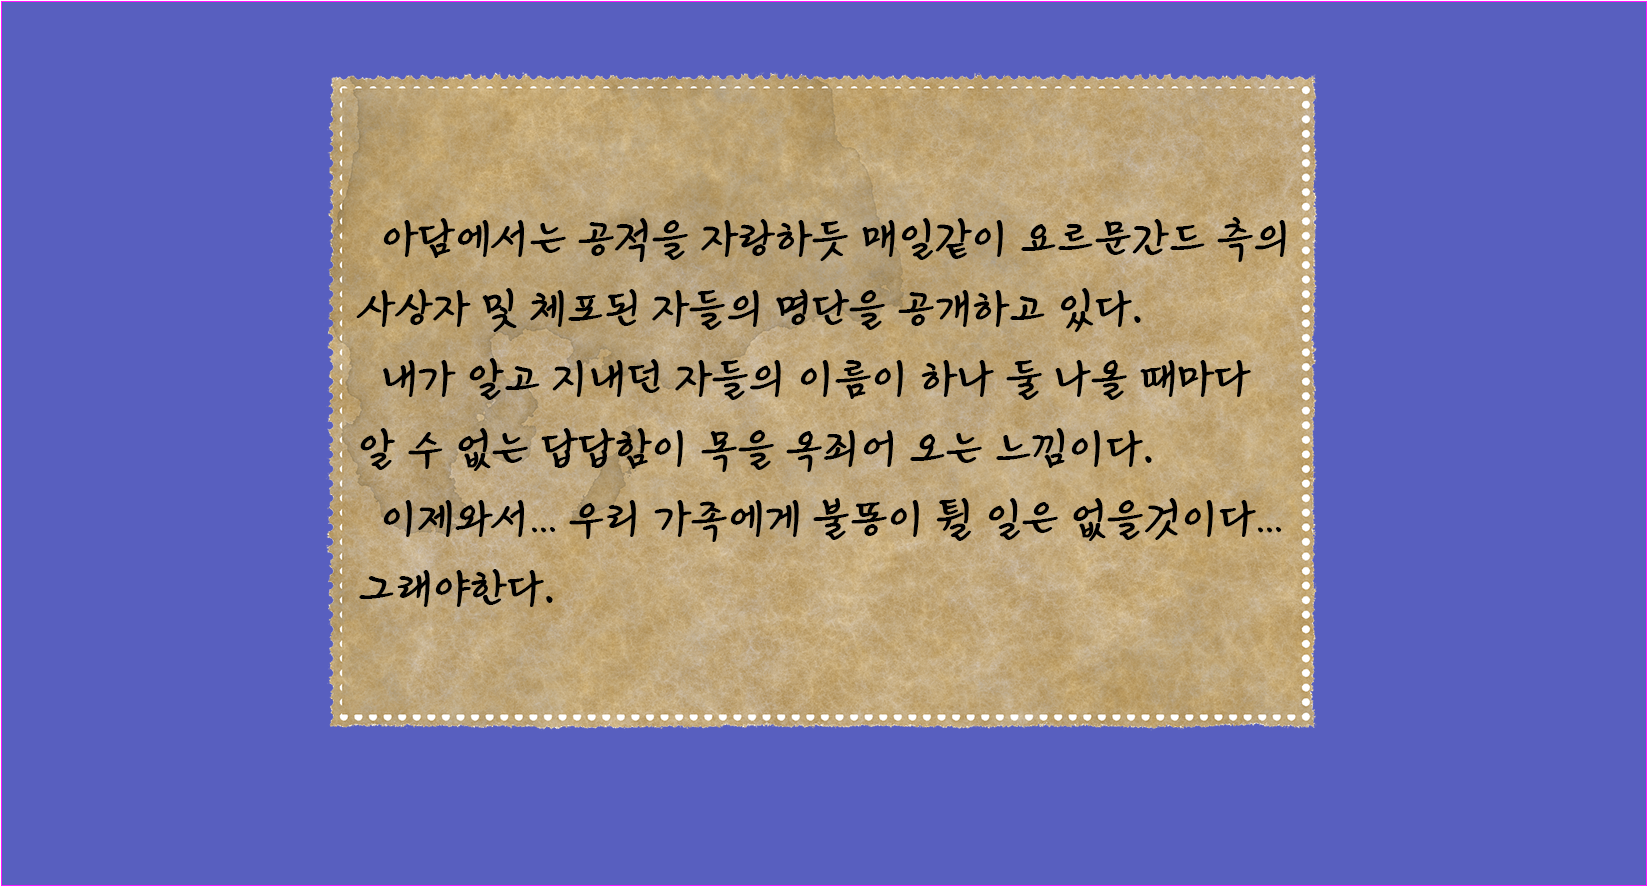 아담에서는 공적을 자랑하듯 매일같이 요르문간드 측의
사상자 및 체포된 자들의 명단을 공개하고 있다.
내가 알고 지내던 자들의 이름이 하나 둘 나올 때마다
알 수 없는 답답함이 목을 옥죄어 오는 느낌이다.
이제와서... 우리 가족에게 불똥이 튈 일은 없을것이다...
그래야한다.